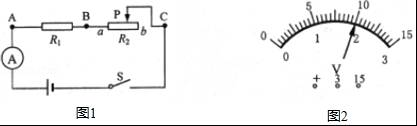 A B P C
R₁ a R₂ b
A
S
图1
0 5 10 15
0 1 2 3
V
+ 3 15
图2